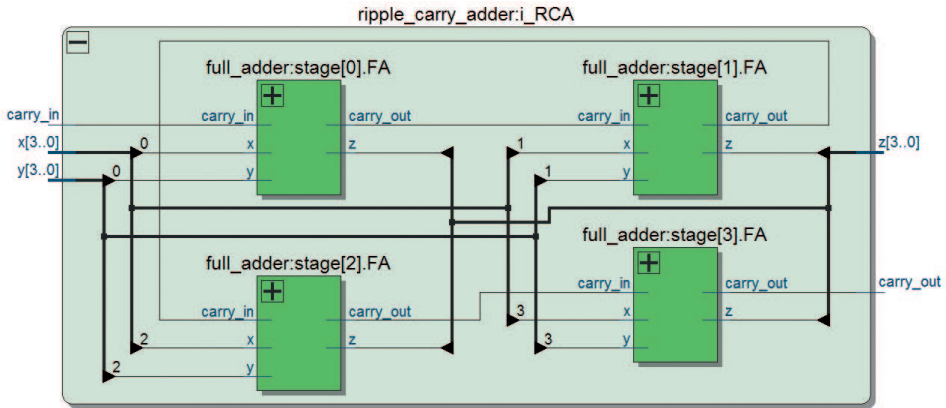 ripple_carry_adder:i_RCA
full_adder:stage[0].FA
full_adder:stage[1].FA
carry_in
carry_in
carry_out
carry_in
carry_out
x[3..0]
0
x
z
1
x
z
z[3..0]
y[3..0]
0
y
1
y
full_adder:stage[2].FA
full_adder:stage[3].FA
carry_in
carry_out
carry_out
carry_in
carry_out
3
x
z
2
x
z
3
y
2
y